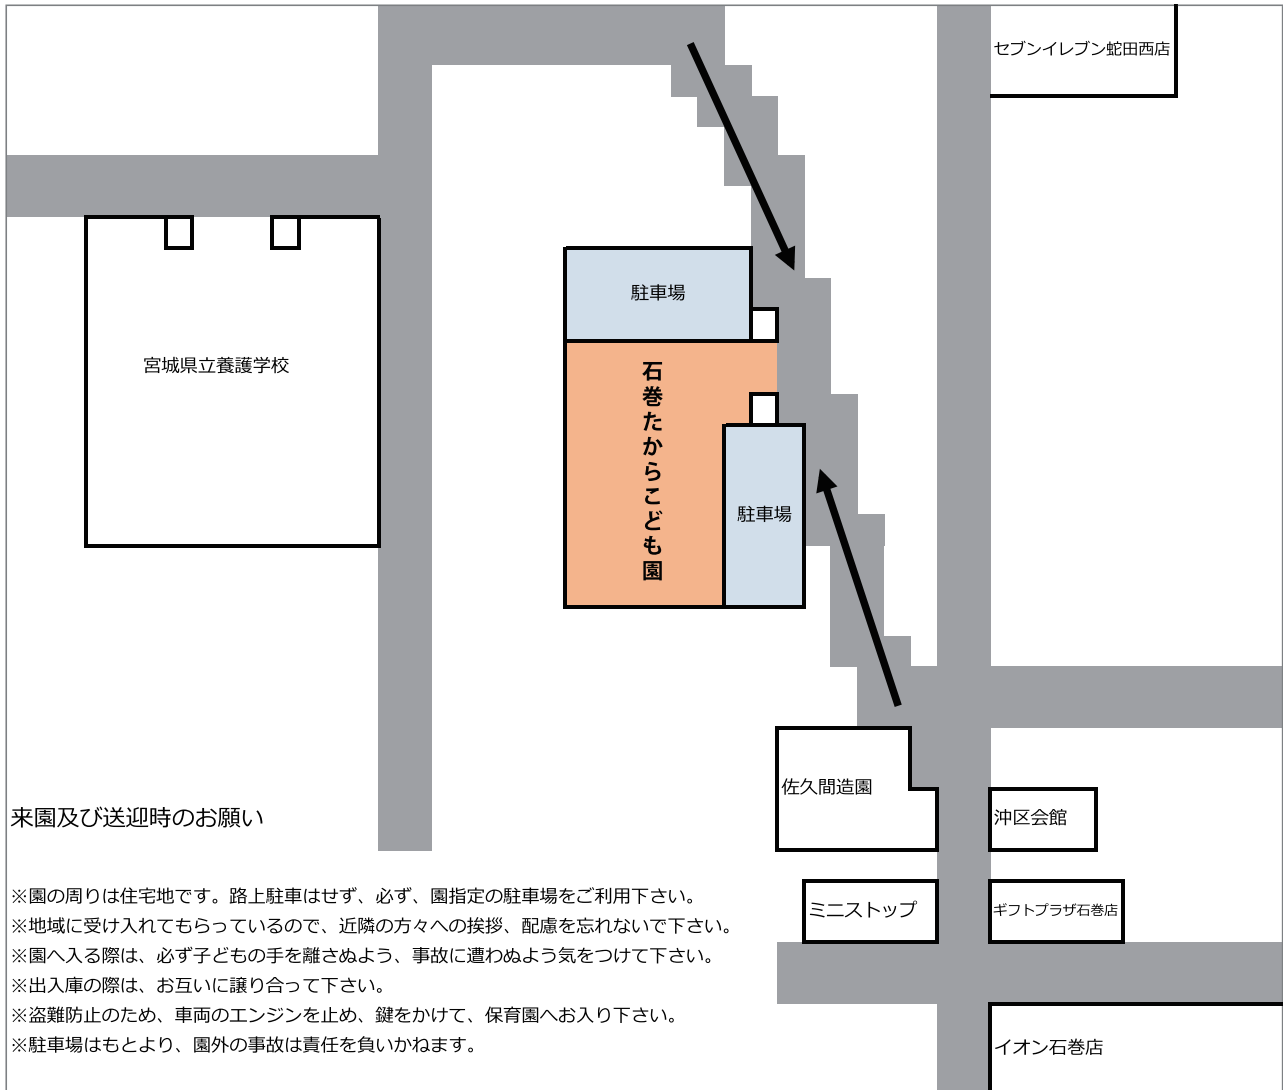 セブンイレブン蛇田西店
駐車場
宮城県立養護学校
石巻たからこども園
駐車場
佐久間造園
沖区会館
ミニストップ
ギフトプラザ石巻店
イオン石巻店
来園及び送迎時のお願い
※園の周りは住宅地です。路上駐車はせず、必ず、園指定の駐車場をご利用下さい。
※地域に受け入れてもらっているので、近隣の方々への挨拶、配慮を忘れないで下さい。
※園へ入る際は、必ず子どもの手を離さぬよう、事故に遭わぬよう気をつけて下さい。
※出入庫の際は、お互いに譲り合って下さい。
※盗難防止のため、車両のエンジンを止め、鍵をかけて、保育園へお入り下さい。
※駐車場はもとより、園外の事故は責任を負いかねます。